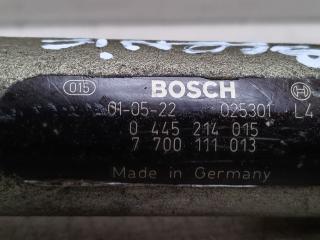 015 BOSCH
01-05-22 025301 L4
0 445 214 015
7 700 111 013
Made in Germany